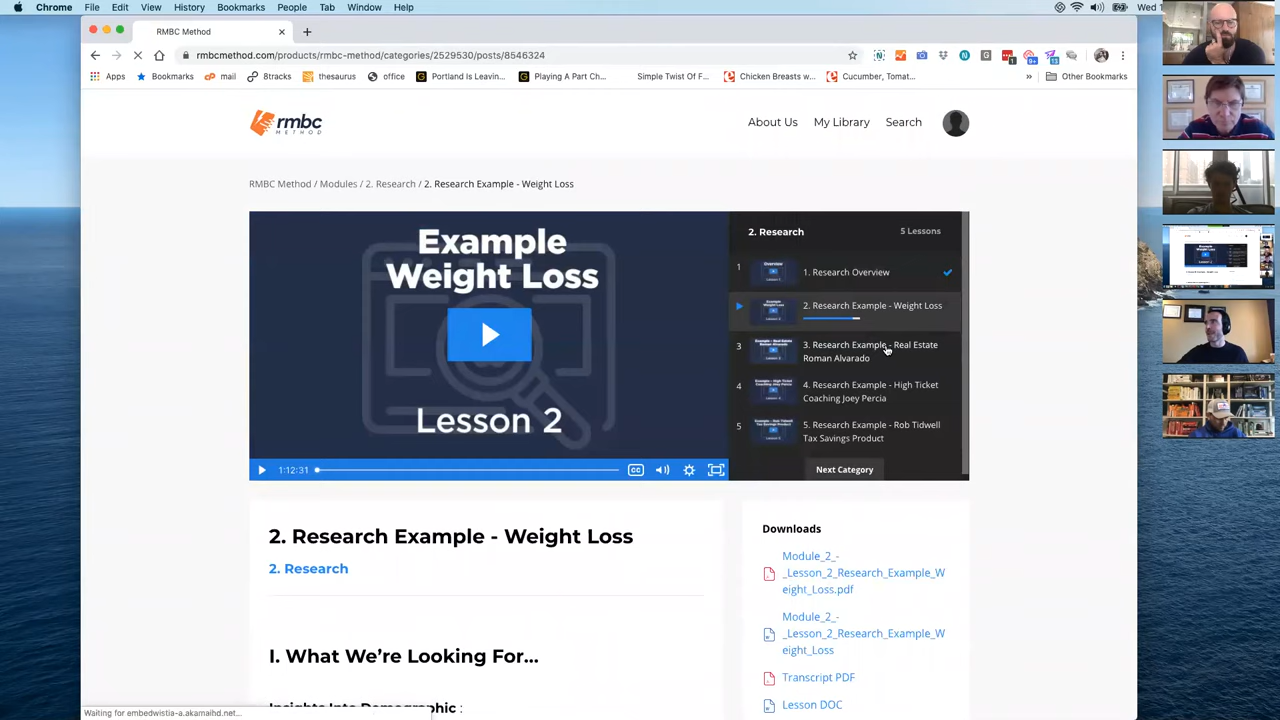 Chrome File Edit View History Bookmarks People Tab Window Help Wed 1
RMBC Method
rmbcmethod.com/products/rmbc-method/categories/2529530/posts/8546324
Apps Bookmarks mail 8tracks thesaurus office Portland is Leavin... Playing A Part Ch... Simple Twist Of F... Chicken Breasts w... Cucumber, Tomat... » Other Bookmarks
rmbc
METHOD
About Us My Library Search
RMBC Method / Modules / 2. Research / 2. Research Example - Weight Loss
Example
Weight Loss
Lesson 2
1:12:31
CC
2. Research 5 Lessons
1 1. Research Overview
2. Research Example - Weight Loss
3 3. Research Example - Real Estate
Roman Alvarado
4 4. Research Example - High Ticket
Coaching Joey Percia
5 5. Research Example - Rob Tidwell
Tax Savings Product
Next Category
2. Research Example - Weight Loss
2. Research
I. What We’re Looking For...
Insights Into Demographic :
Downloads
Module_2_-
_Lesson_2_Research_Example_W
eight_Loss.pdf
Module_2_-
_Lesson_2_Research_Example_W
eight_Loss
Transcript PDF
Lesson DOC
Waiting for embedwistia-a.akamaihd.net...